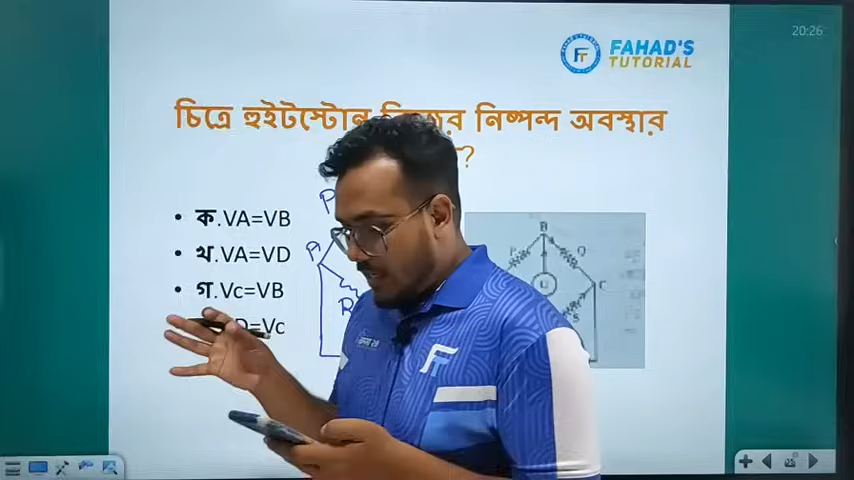 20:26
FAHAD'S
TUTORIAL
চিত্রে হুইটস্টোন নিষ্পন্দ অবস্থার
?
ক.VA=VB
খ.VA=VD
গ.Vc=VB
=Vc
P
A
R
B
P
Q
C
S
F